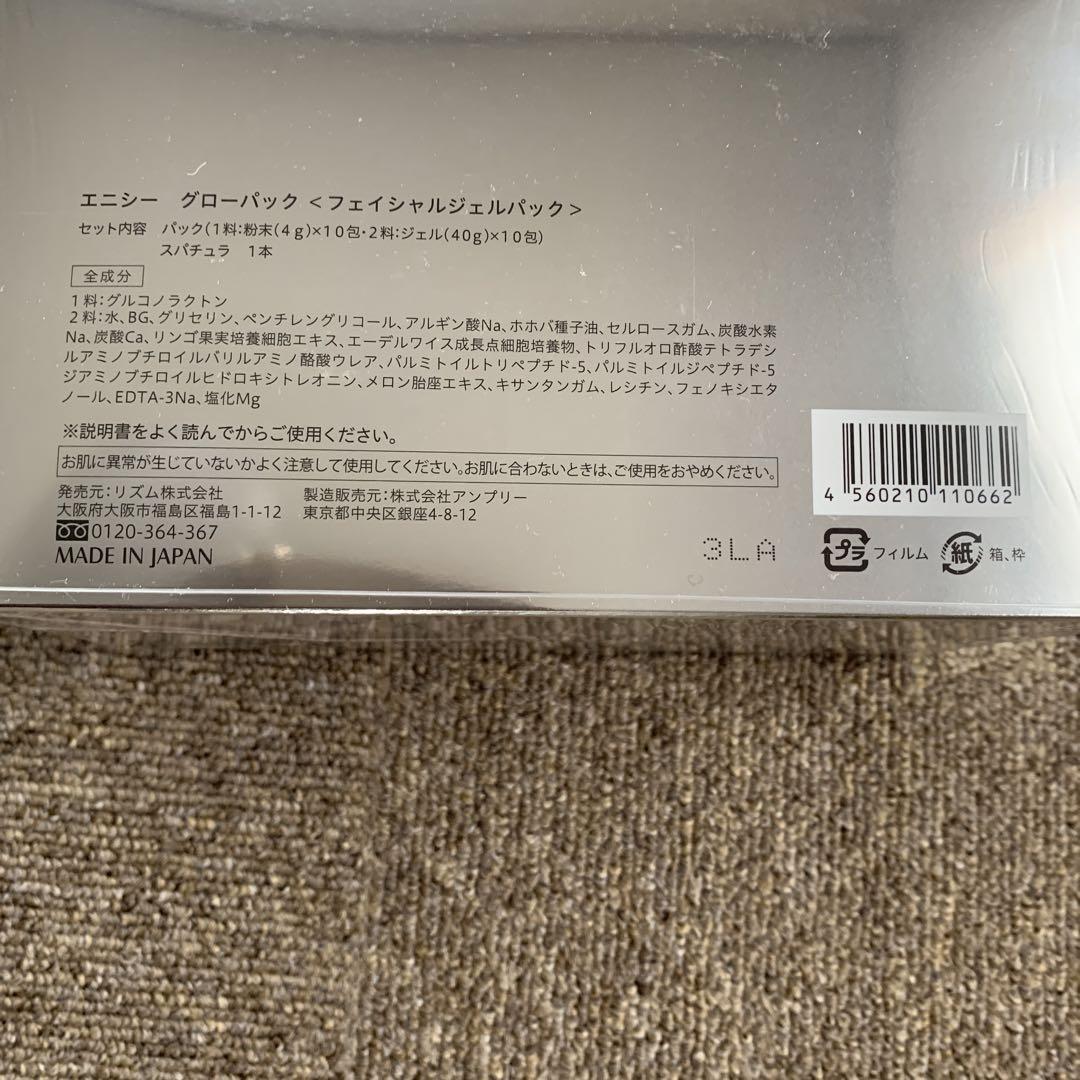 エニシー　グローパック＜フェイシャルジェルパック＞
セット内容　パック(1料:粉末(4g)×10包・2料:ジェル(40g)×10包)
スパチュラ　1本
全成分
1料:グルコノラクトン
2料:水、BG、グリセリン、ペンチレングリコール、アルギン酸Na、ホホバ種子油、セルロースガム、炭酸水素
Na、炭酸Ca、リンゴ果実培養細胞エキス、エーデルワイス成長点細胞培養物、トリフルオロ酢酸テトラデシ
ルアミノブチロイルバリルアミノ酪酸ウレア、パルミトイルトリペプチド-5、パルミトイルジペプチド-5
ジアミノブチロイルヒドロキシトレオニン、メロン胎座エキス、キサンタンガム、レシチン、フェノキシエタ
ノール、EDTA-3Na、塩化Mg
※説明書をよく読んでからご使用ください。
お肌に異常が生じていないかよく注意して使用してください。お肌に合わないときは、ご使用をおやめください。
発売元:リズム株式会社　製造販売元:株式会社アンプリー
大阪府大阪市福島区福島1-1-12　東京都中央区銀座4-8-12
0120-364-367
MADE IN JAPAN
3LA
4 560210 110662
プラ フィルム 紙 箱、枠